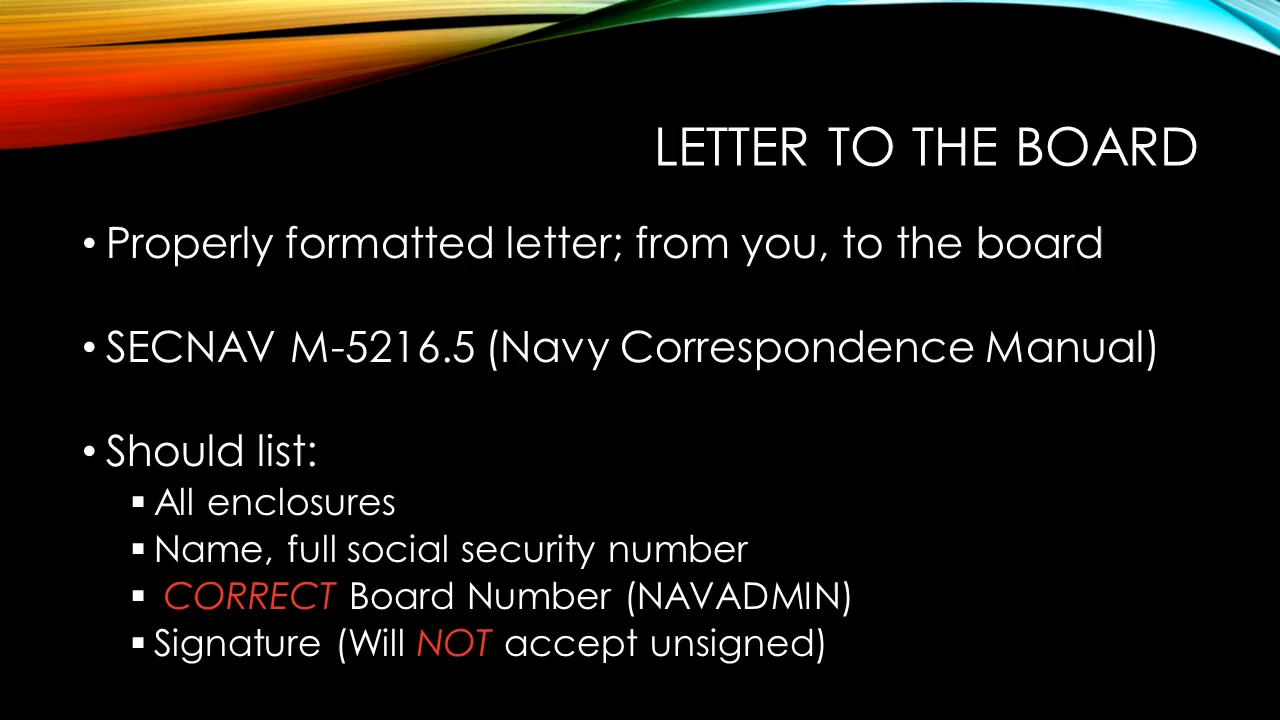 LETTER TO THE BOARD
• Properly formatted letter; from you, to the board
• SECNAV M-5216.5 (Navy Correspondence Manual)
• Should list:
▪ All enclosures
▪ Name, full social security number
▪ CORRECT Board Number (NAVADMIN)
▪ Signature (Will NOT accept unsigned)